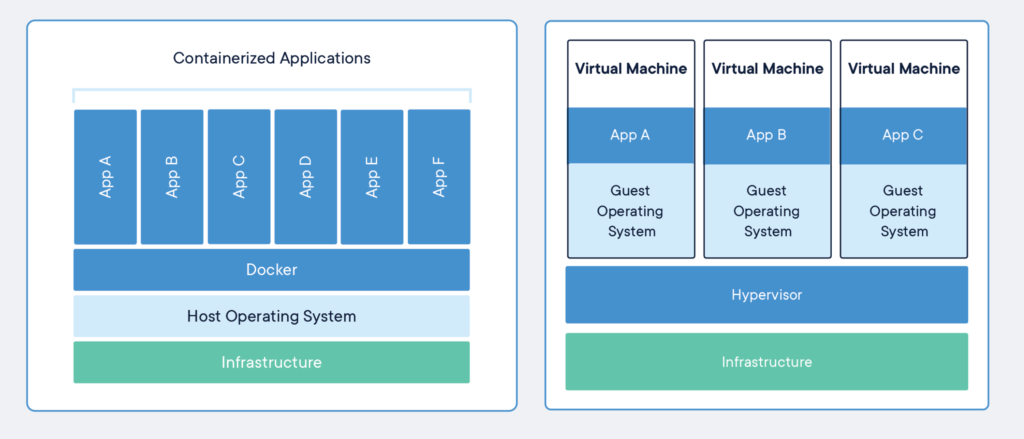 Containerized Applications
App A
App B
App C
App D
App E
App F
Docker
Host Operating System
Infrastructure
Virtual Machine
App A
Guest
Operating
System
Virtual Machine
App B
Guest
Operating
System
Virtual Machine
App C
Guest
Operating
System
Hypervisor
Infrastructure